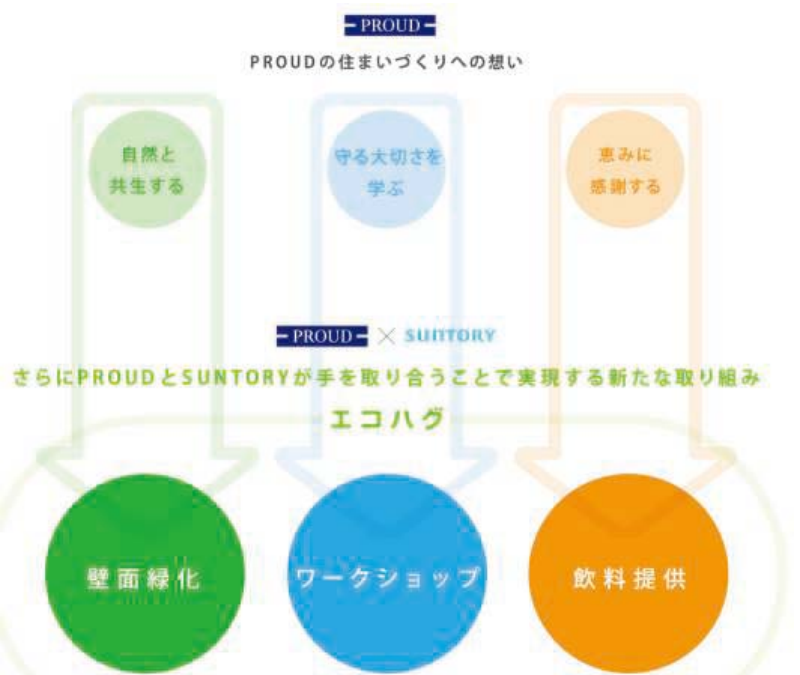 PROUD
PROUDの住まいづくりへの想い
自然と
共生する
守る大切さを
学ぶ
恵みに
感謝する
PROUD × SUNTORY
さらにPROUDとSUNTORYが手を取り合うことで実現する新たな取り組み
エコハグ
壁面緑化
ワークショップ
飲料提供